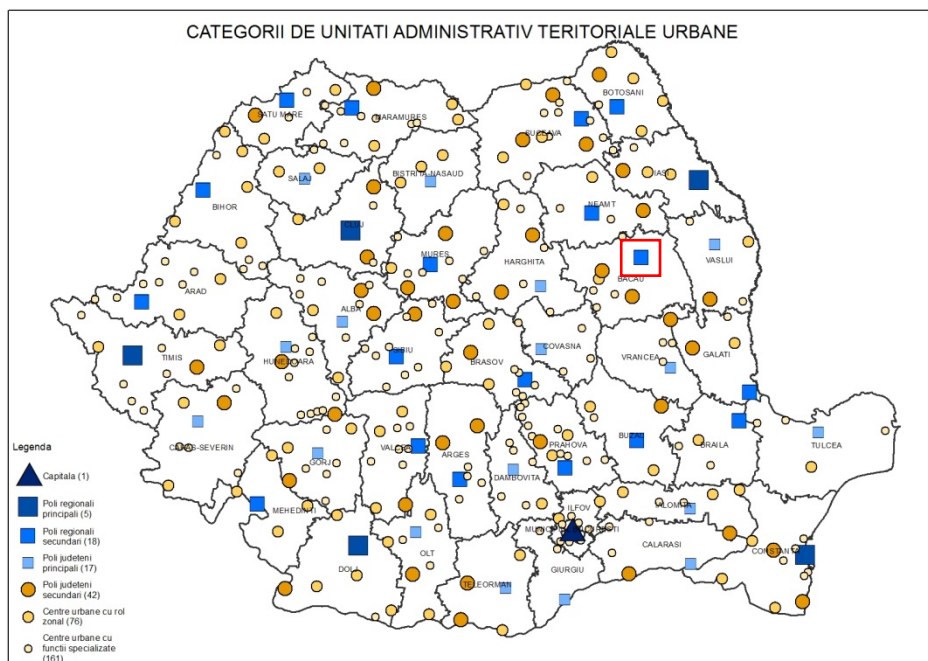 CATEGORII DE UNITATI ADMINISTRATIV TERITORIALE URBANE
BOTOSANI
SATU MARE
MARAMURES
SUCEAVA
IASI
SALAJ
BISTRITA-NASAUD
NEAMT
BIHOR
CLUJ
MURES
HARGHITA
BACAU
VASLUI
ARAD
ALBA
TIMIS
HUNEDOARA
SIBIU
BRASOV
COVASNA
VRANCEA
GALATI
CARAS-SEVERIN
GORJ
VALCEA
ARGES
DAMBOVITA
PRAHOVA
BUZAU
BRAILA
TULCEA
MEHEDINTI
ILFOV
IALOMITA
MUNICIPIUL BUCURESTI
CALARASI
CONSTANTA
DOLJ
OLT
TELEORMAN
GIURGIU
Legenda
Capitala (1)
Poli regionali
principali (5)
Poli regionali
secundari (18)
Poli judeteni
principali (17)
Poli judeteni
secundari (42)
Centre urbane cu rol
zonal (76)
Centre urbane cu
functii specializate
(161)